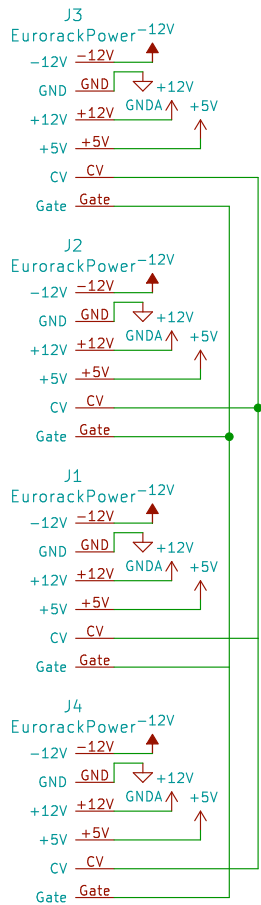 J3
EurorackPower -12V
-12V -12V
GND GND +12V
GNDA +5V
+12V +12V
+5V +5V
CV CV
Gate Gate
J2
EurorackPower -12V
-12V -12V
GND GND +12V
GNDA +5V
+12V +12V
+5V +5V
CV CV
Gate Gate
J1
EurorackPower -12V
-12V -12V
GND GND +12V
GNDA +5V
+12V +12V
+5V +5V
CV CV
Gate Gate
J4
EurorackPower -12V
-12V -12V
GND GND +12V
GNDA +5V
+12V +12V
+5V +5V
CV CV
Gate Gate